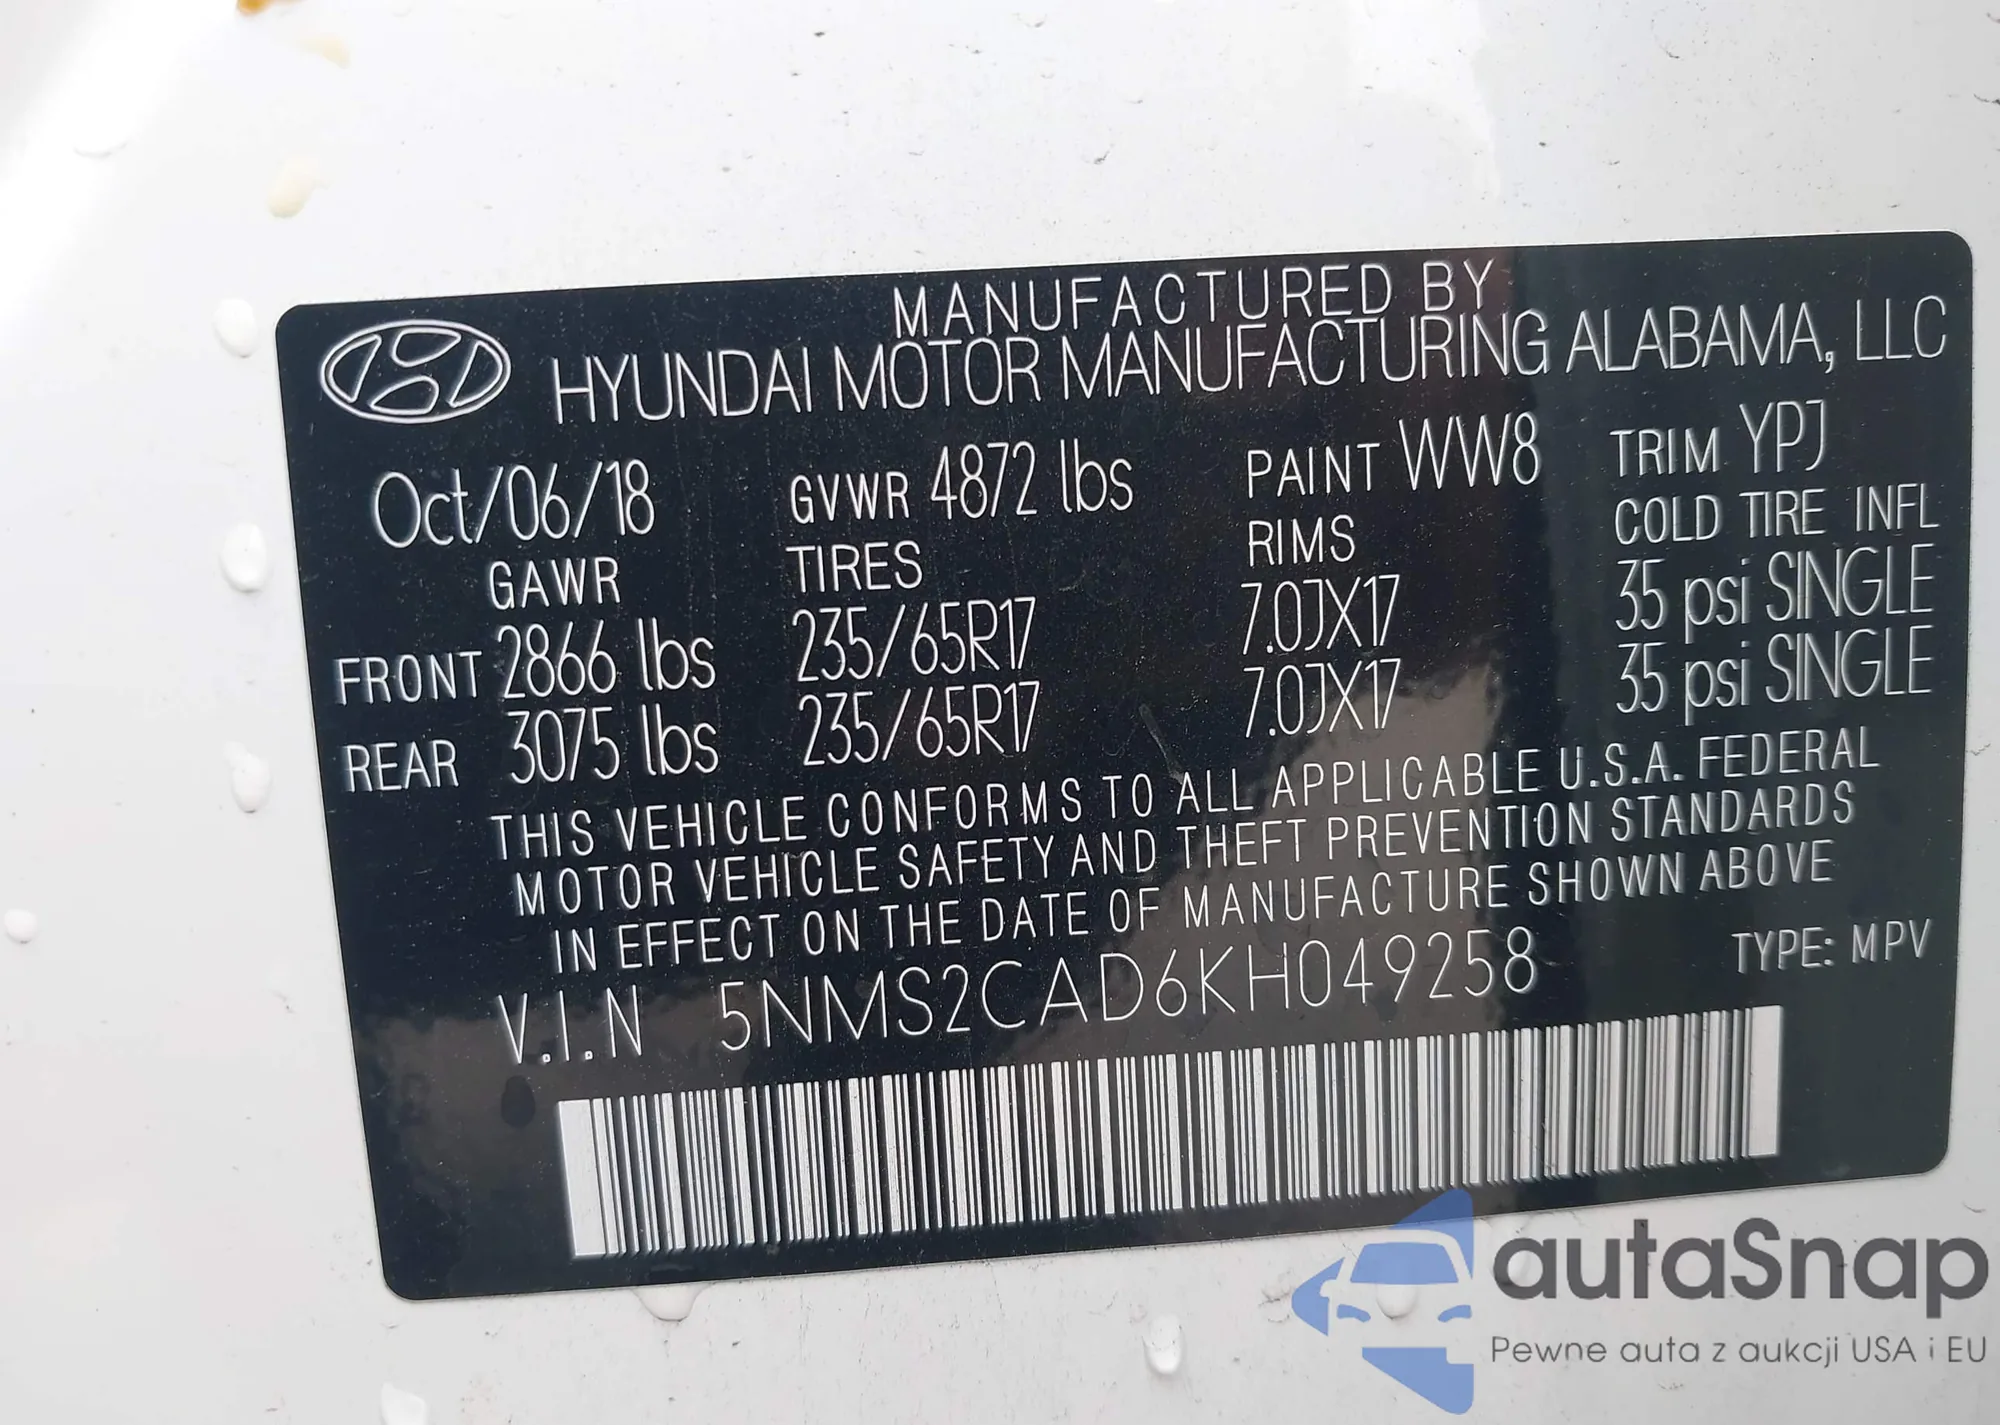 MANUFACTURED BY
HYUNDAI MOTOR MANUFACTURING ALABAMA, LLC
Oct/06/18 GVWR 4872 lbs PAINT WW8 TRIM YPJ
GAWR TIRES RIMS COLD TIRE INFL
FRONT 2866 lbs 235/65R17 7.0JX17 35 psi SINGLE
REAR 3075 lbs 235/65R17 7.0JX17 35 psi SINGLE
THIS VEHICLE CONFORMS TO ALL APPLICABLE U.S.A. FEDERAL
MOTOR VEHICLE SAFETY AND THEFT PREVENTION STANDARDS
IN EFFECT ON THE DATE OF MANUFACTURE SHOWN ABOVE
V.I.N 5NMS2CAD6KH049258 TYPE: MPV
autaSnap
Pewne auta z aukcji USA i EU